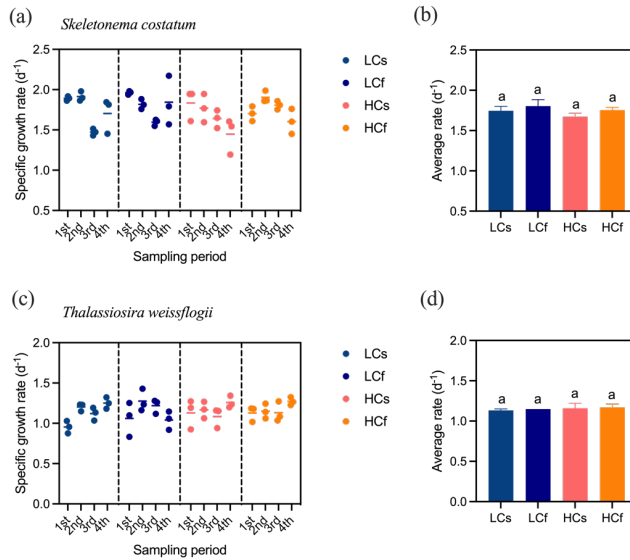 (a)
Skeletonema costatum
Specific growth rate (d⁻¹)
2.5
2.0
1.5
1.0
0.5
1st 2nd 3rd 4th 1st 2nd 3rd 4th 1st 2nd 3rd 4th 1st 2nd 3rd 4th
Sampling period
LCs
LCf
HCs
HCf
(b)
Average rate (d⁻¹)
2.5
2.0
1.5
1.0
0.5
a a a a
LCs LCf HCs HCf
(c)
Thalassiosira weissflogii
Specific growth rate (d⁻¹)
2.0
1.5
1.0
0.5
0.0
1st 2nd 3rd 4th 1st 2nd 3rd 4th 1st 2nd 3rd 4th 1st 2nd 3rd 4th
Sampling period
LCs
LCf
HCs
HCf
(d)
Average rate (d⁻¹)
2.0
1.5
1.0
0.5
0.0
a a a a
LCs LCf HCs HCf